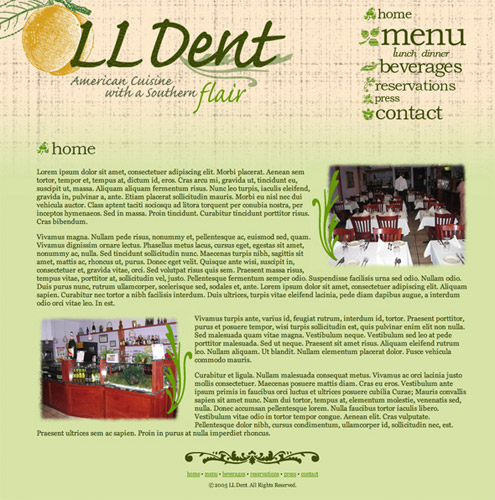 LL Dent
American Cuisine
with a Southern flair
home
menu
lunch dinner
beverages
reservations
press
contact
home
Lorem ipsum dolor sit amet, consectetuer adipiscing elit. Morbi placerat. Aenean sem
tortor, tempor et, tempus at, dictum id, eros. Cras arcu mi, gravida ut, tincidunt eu,
suscipit ut, massa. Aliquam aliquam fermentum risus. Nunc leo turpis, iaculis eleifend,
gravida in, pulvinar a, ante. Etiam placerat sollicitudin mauris. Morbi eu nisl nec dui
vehicula auctor. Class aptent taciti sociosqu ad litora torquent per conubia nostra, per
inceptos hymenaeos. Sed in massa. Proin tincidunt. Curabitur tincidunt porttitor risus.
Cras bibendum.
Vivamus magna. Nullam pede risus, nonummy et, pellentesque ac, euismod sed, quam.
Vivamus dignissim ornare lectus. Phasellus metus lacus, cursus eget, egestas sit amet,
nonummy ac, nulla. Sed tincidunt sollicitudin nunc. Maecenas turpis nibh, sagittis sit
amet, mattis ac, rhoncus ut, purus. Donec eget velit. Quisque ante wisi, suscipit in,
consectetuer et, gravida vitae, orci. Sed volutpat risus quis sem. Praesent massa risus,
tempus vitae, porttitor at, sollicitudin vel, justo. Pellentesque fermentum semper odio. Suspendisse facilisis urna sed odio. Nullam odio.
Duis purus nunc, rutrum ullamcorper, scelerisque sed, sodales et, ante. Lorem ipsum dolor sit amet, consectetuer adipiscing elit. Aliquam
sapien. Curabitur nec tortor a nibh facilisis interdum. Duis ultrices, turpis vitae eleifend lacinia, pede diam dapibus augue, a interdum
odio orci vitae leo. In est.
Vivamus turpis ante, varius id, feugiat rutrum, interdum id, tortor. Praesent porttitor,
purus et posuere tempor, wisi turpis sollicitudin est, quis pulvinar enim elit non nulla.
Sed malesuada quam vitae magna. Vestibulum neque. Vestibulum sed leo at pede
porttitor malesuada. Sed ut neque. Praesent sit amet risus. Aliquam eleifend rutrum
leo. Nullam aliquam. Ut blandit. Nullam elementum placerat dolor. Fusce vehicula
commodo mauris.
Curabitur et ligula. Nullam malesuada consequat metus. Vivamus ac orci lacinia justo
mollis consectetuer. Maecenas posuere mattis diam. Cras eu eros. Vestibulum ante
ipsum primis in faucibus orci luctus et ultrices posuere cubilia Curae; Mauris convallis
sapien sit amet nunc. Nam dui tortor, tempus at, elementum molestie, venenatis sed,
nulla. Donec accumsan pellentesque lorem. Nulla faucibus tortor iaculis libero.
Vestibulum vitae odio in tortor tempor congue. Aenean elit. Cras vulputate.
Pellentesque dolor nibh, cursus condimentum, ullamcorper id, sollicitudin nec, est.
Praesent ultrices sem ac sapien. Proin in purus at nulla imperdiet rhoncus.
home • menu • beverages • reservations • press • contact
© 2005 LL Dent. All Rights Reserved.